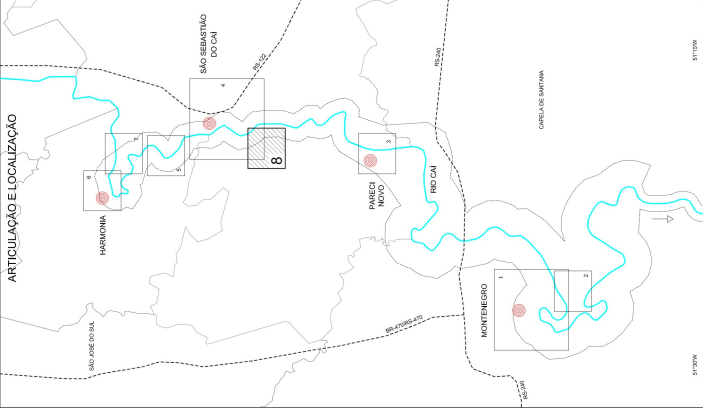 ARTICULAÇÃO E LOCALIZAÇÃO
SÃO SEBASTIÃO
DO CAÍ
RS-122
4
7
6
5
8
HARMONIA
SÃO JOSÉ DO SUL
PARECI
NOVO
3
RIO CAÍ
RS-240
CAPELA DE SANTANA
BR-470/RS-470
MONTENEGRO
1
2
RS-240
51°30'W
51°15'W